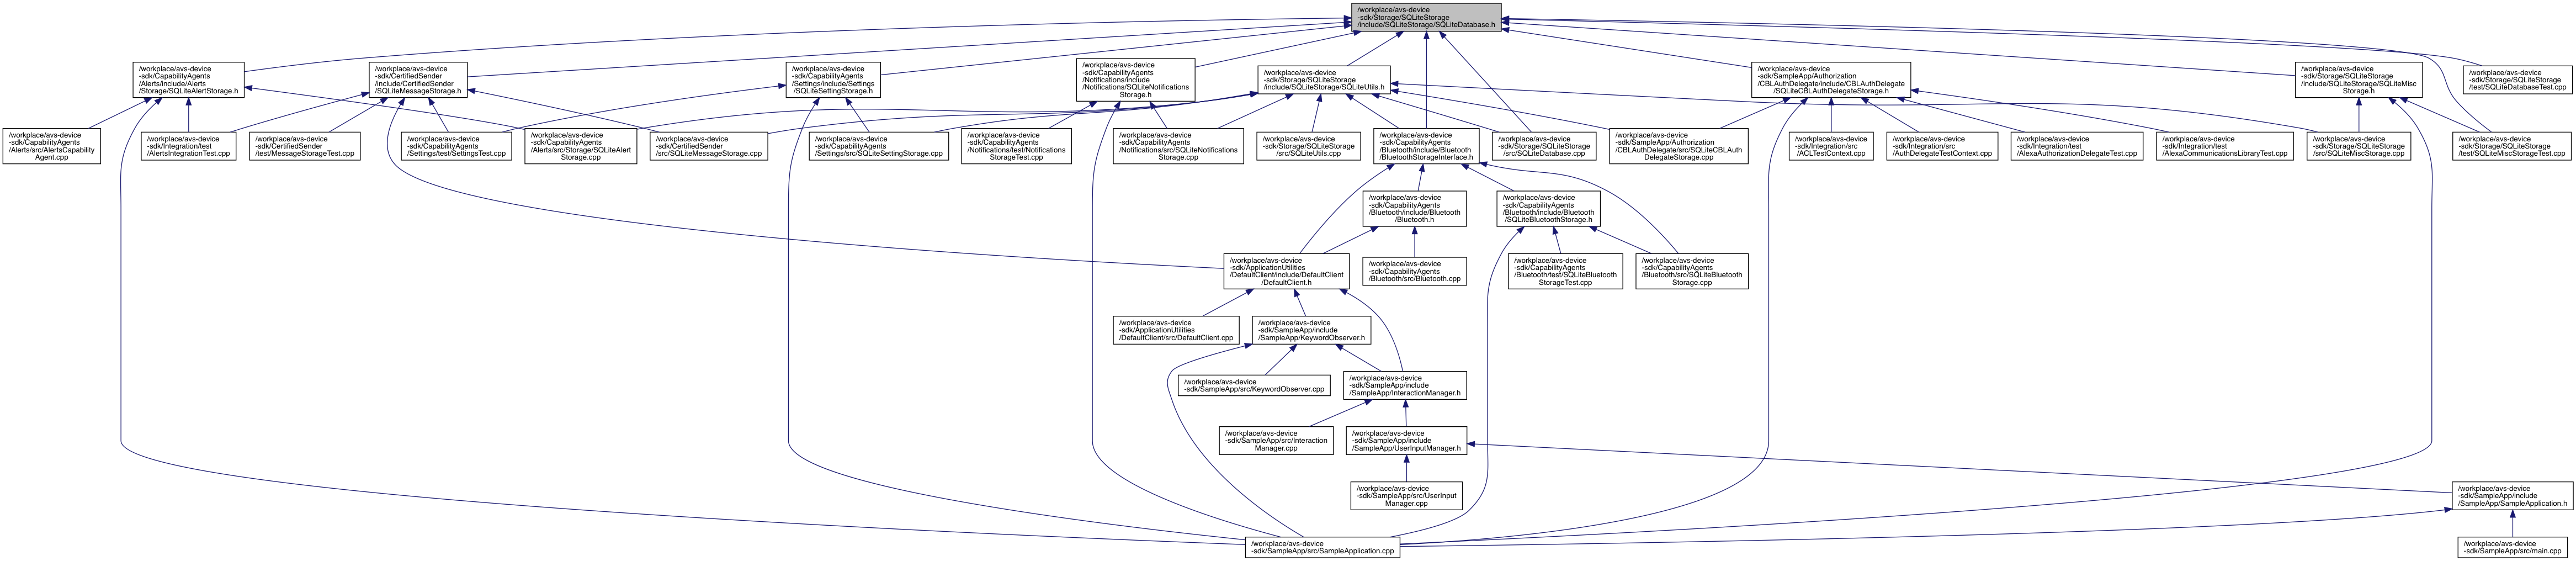 /workplace/avs-device
-sdk/Storage/SQLiteStorage
/include/SQLiteStorage/SQLiteDatabase.h
/workplace/avs-device
-sdk/CapabilityAgents
/Alerts/include/Alerts
/Storage/SQLiteAlertStorage.h
/workplace/avs-device
-sdk/CertifiedSender
/include/CertifiedSender
/SQLiteMessageStorage.h
/workplace/avs-device
-sdk/CapabilityAgents
/Settings/include/Settings
/SQLiteSettingStorage.h
/workplace/avs-device
-sdk/CapabilityAgents
/Notifications/include
/Notifications/SQLiteNotifications
Storage.h
/workplace/avs-device
-sdk/Storage/SQLiteStorage
/include/SQLiteStorage/SQLiteUtils.h
/workplace/avs-device
-sdk/SampleApp/Authorization
/CBLAuthDelegate/include/CBLAuthDelegate
/SQLiteCBLAuthDelegateStorage.h
/workplace/avs-device
-sdk/Storage/SQLiteStorage
/include/SQLiteStorage/SQLiteMisc
Storage.h
/workplace/avs-device
-sdk/Storage/SQLiteStorage
/test/SQLiteDatabaseTest.cpp
/workplace/avs-device
-sdk/CapabilityAgents
/Alerts/src/AlertsCapability
Agent.cpp
/workplace/avs-device
-sdk/Integration/test
/AlertsIntegrationTest.cpp
/workplace/avs-device
-sdk/CertifiedSender
/test/MessageStorageTest.cpp
/workplace/avs-device
-sdk/CapabilityAgents
/Settings/test/SettingsTest.cpp
/workplace/avs-device
-sdk/CapabilityAgents
/Alerts/src/Storage/SQLiteAlert
Storage.cpp
/workplace/avs-device
-sdk/CertifiedSender
/src/SQLiteMessageStorage.cpp
/workplace/avs-device
-sdk/CapabilityAgents
/Settings/src/SQLiteSettingStorage.cpp
/workplace/avs-device
-sdk/CapabilityAgents
/Notifications/test/Notifications
StorageTest.cpp
/workplace/avs-device
-sdk/CapabilityAgents
/Notifications/src/SQLiteNotifications
Storage.cpp
/workplace/avs-device
-sdk/Storage/SQLiteStorage
/src/SQLiteUtils.cpp
/workplace/avs-device
-sdk/CapabilityAgents
/Bluetooth/include/Bluetooth
/BluetoothStorageInterface.h
/workplace/avs-device
-sdk/Storage/SQLiteStorage
/src/SQLiteDatabase.cpp
/workplace/avs-device
-sdk/SampleApp/Authorization
/CBLAuthDelegate/src/SQLiteCBLAuth
DelegateStorage.cpp
/workplace/avs-device
-sdk/Integration/src
/ACLTestContext.cpp
/workplace/avs-device
-sdk/Integration/src
/AuthDelegateTestContext.cpp
/workplace/avs-device
-sdk/Integration/test
/AlexaAuthorizationDelegateTest.cpp
/workplace/avs-device
-sdk/Integration/test
/AlexaCommunicationsLibraryTest.cpp
/workplace/avs-device
-sdk/Storage/SQLiteStorage
/src/SQLiteMiscStorage.cpp
/workplace/avs-device
-sdk/Storage/SQLiteStorage
/test/SQLiteMiscStorageTest.cpp
/workplace/avs-device
-sdk/CapabilityAgents
/Bluetooth/include/Bluetooth
/Bluetooth.h
/workplace/avs-device
-sdk/CapabilityAgents
/Bluetooth/include/Bluetooth
/SQLiteBluetoothStorage.h
/workplace/avs-device
-sdk/ApplicationUtilities
/DefaultClient/include/DefaultClient
/DefaultClient.h
/workplace/avs-device
-sdk/CapabilityAgents
/Bluetooth/src/Bluetooth.cpp
/workplace/avs-device
-sdk/CapabilityAgents
/Bluetooth/test/SQLiteBluetooth
StorageTest.cpp
/workplace/avs-device
-sdk/CapabilityAgents
/Bluetooth/src/SQLiteBluetooth
Storage.cpp
/workplace/avs-device
-sdk/ApplicationUtilities
/DefaultClient/src/DefaultClient.cpp
/workplace/avs-device
-sdk/SampleApp/include
/SampleApp/KeywordObserver.h
/workplace/avs-device
-sdk/SampleApp/src/KeywordObserver.cpp
/workplace/avs-device
-sdk/SampleApp/include
/SampleApp/InteractionManager.h
/workplace/avs-device
-sdk/SampleApp/src/Interaction
Manager.cpp
/workplace/avs-device
-sdk/SampleApp/include
/SampleApp/UserInputManager.h
/workplace/avs-device
-sdk/SampleApp/src/UserInput
Manager.cpp
/workplace/avs-device
-sdk/SampleApp/include
/SampleApp/SampleApplication.h
/workplace/avs-device
-sdk/SampleApp/src/SampleApplication.cpp
/workplace/avs-device
-sdk/SampleApp/src/main.cpp